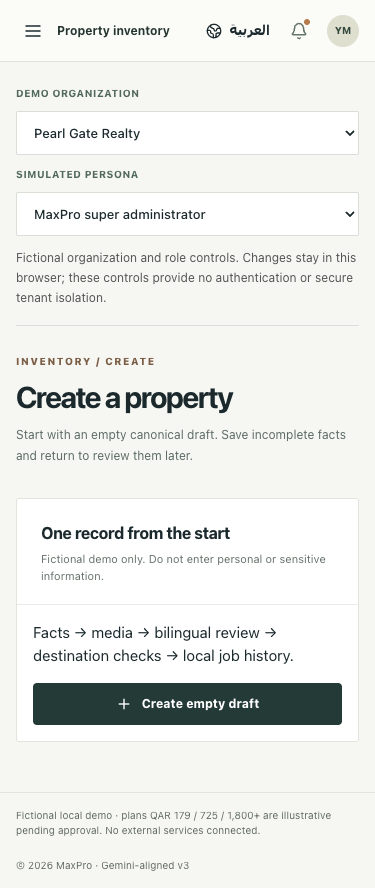 Property inventory
العربية
YM
DEMO ORGANIZATION
Pearl Gate Realty
SIMULATED PERSONA
MaxPro super administrator
Fictional organization and role controls. Changes stay in this
browser; these controls provide no authentication or secure
tenant isolation.
INVENTORY / CREATE
Create a property
Start with an empty canonical draft. Save incomplete facts
and return to review them later.
One record from the start
Fictional demo only. Do not enter personal or sensitive
information.
Facts → media → bilingual review →
destination checks → local job history.
Create empty draft
Fictional local demo · plans QAR 179 / 725 / 1,800+ are illustrative
pending approval. No external services connected.
© 2026 MaxPro · Gemini-aligned v3